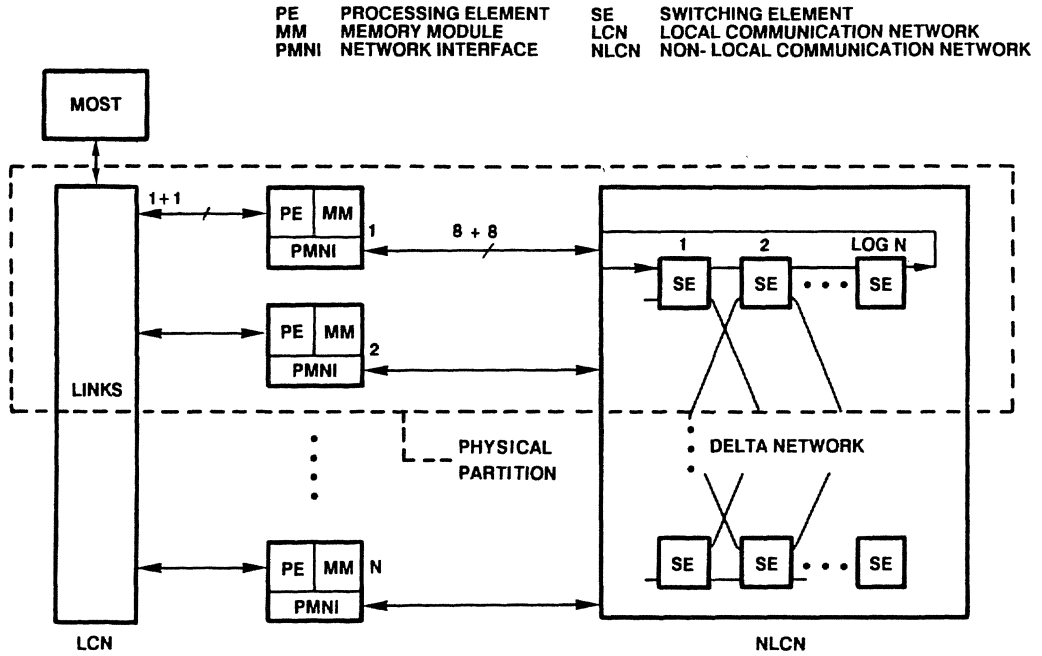 PE PROCESSING ELEMENT SE SWITCHING ELEMENT
MM MEMORY MODULE LCN LOCAL COMMUNICATION NETWORK
PMNI NETWORK INTERFACE NLCN NON-LOCAL COMMUNICATION NETWORK
MOST
1+1
PE MM 1
PMNI
8 + 8
1 2 LOG N
SE SE SE
PE MM
PMNI 2
LINKS
PHYSICAL
PARTITION
DELTA NETWORK
PE MM N
PMNI
SE SE SE
LCN
NLCN